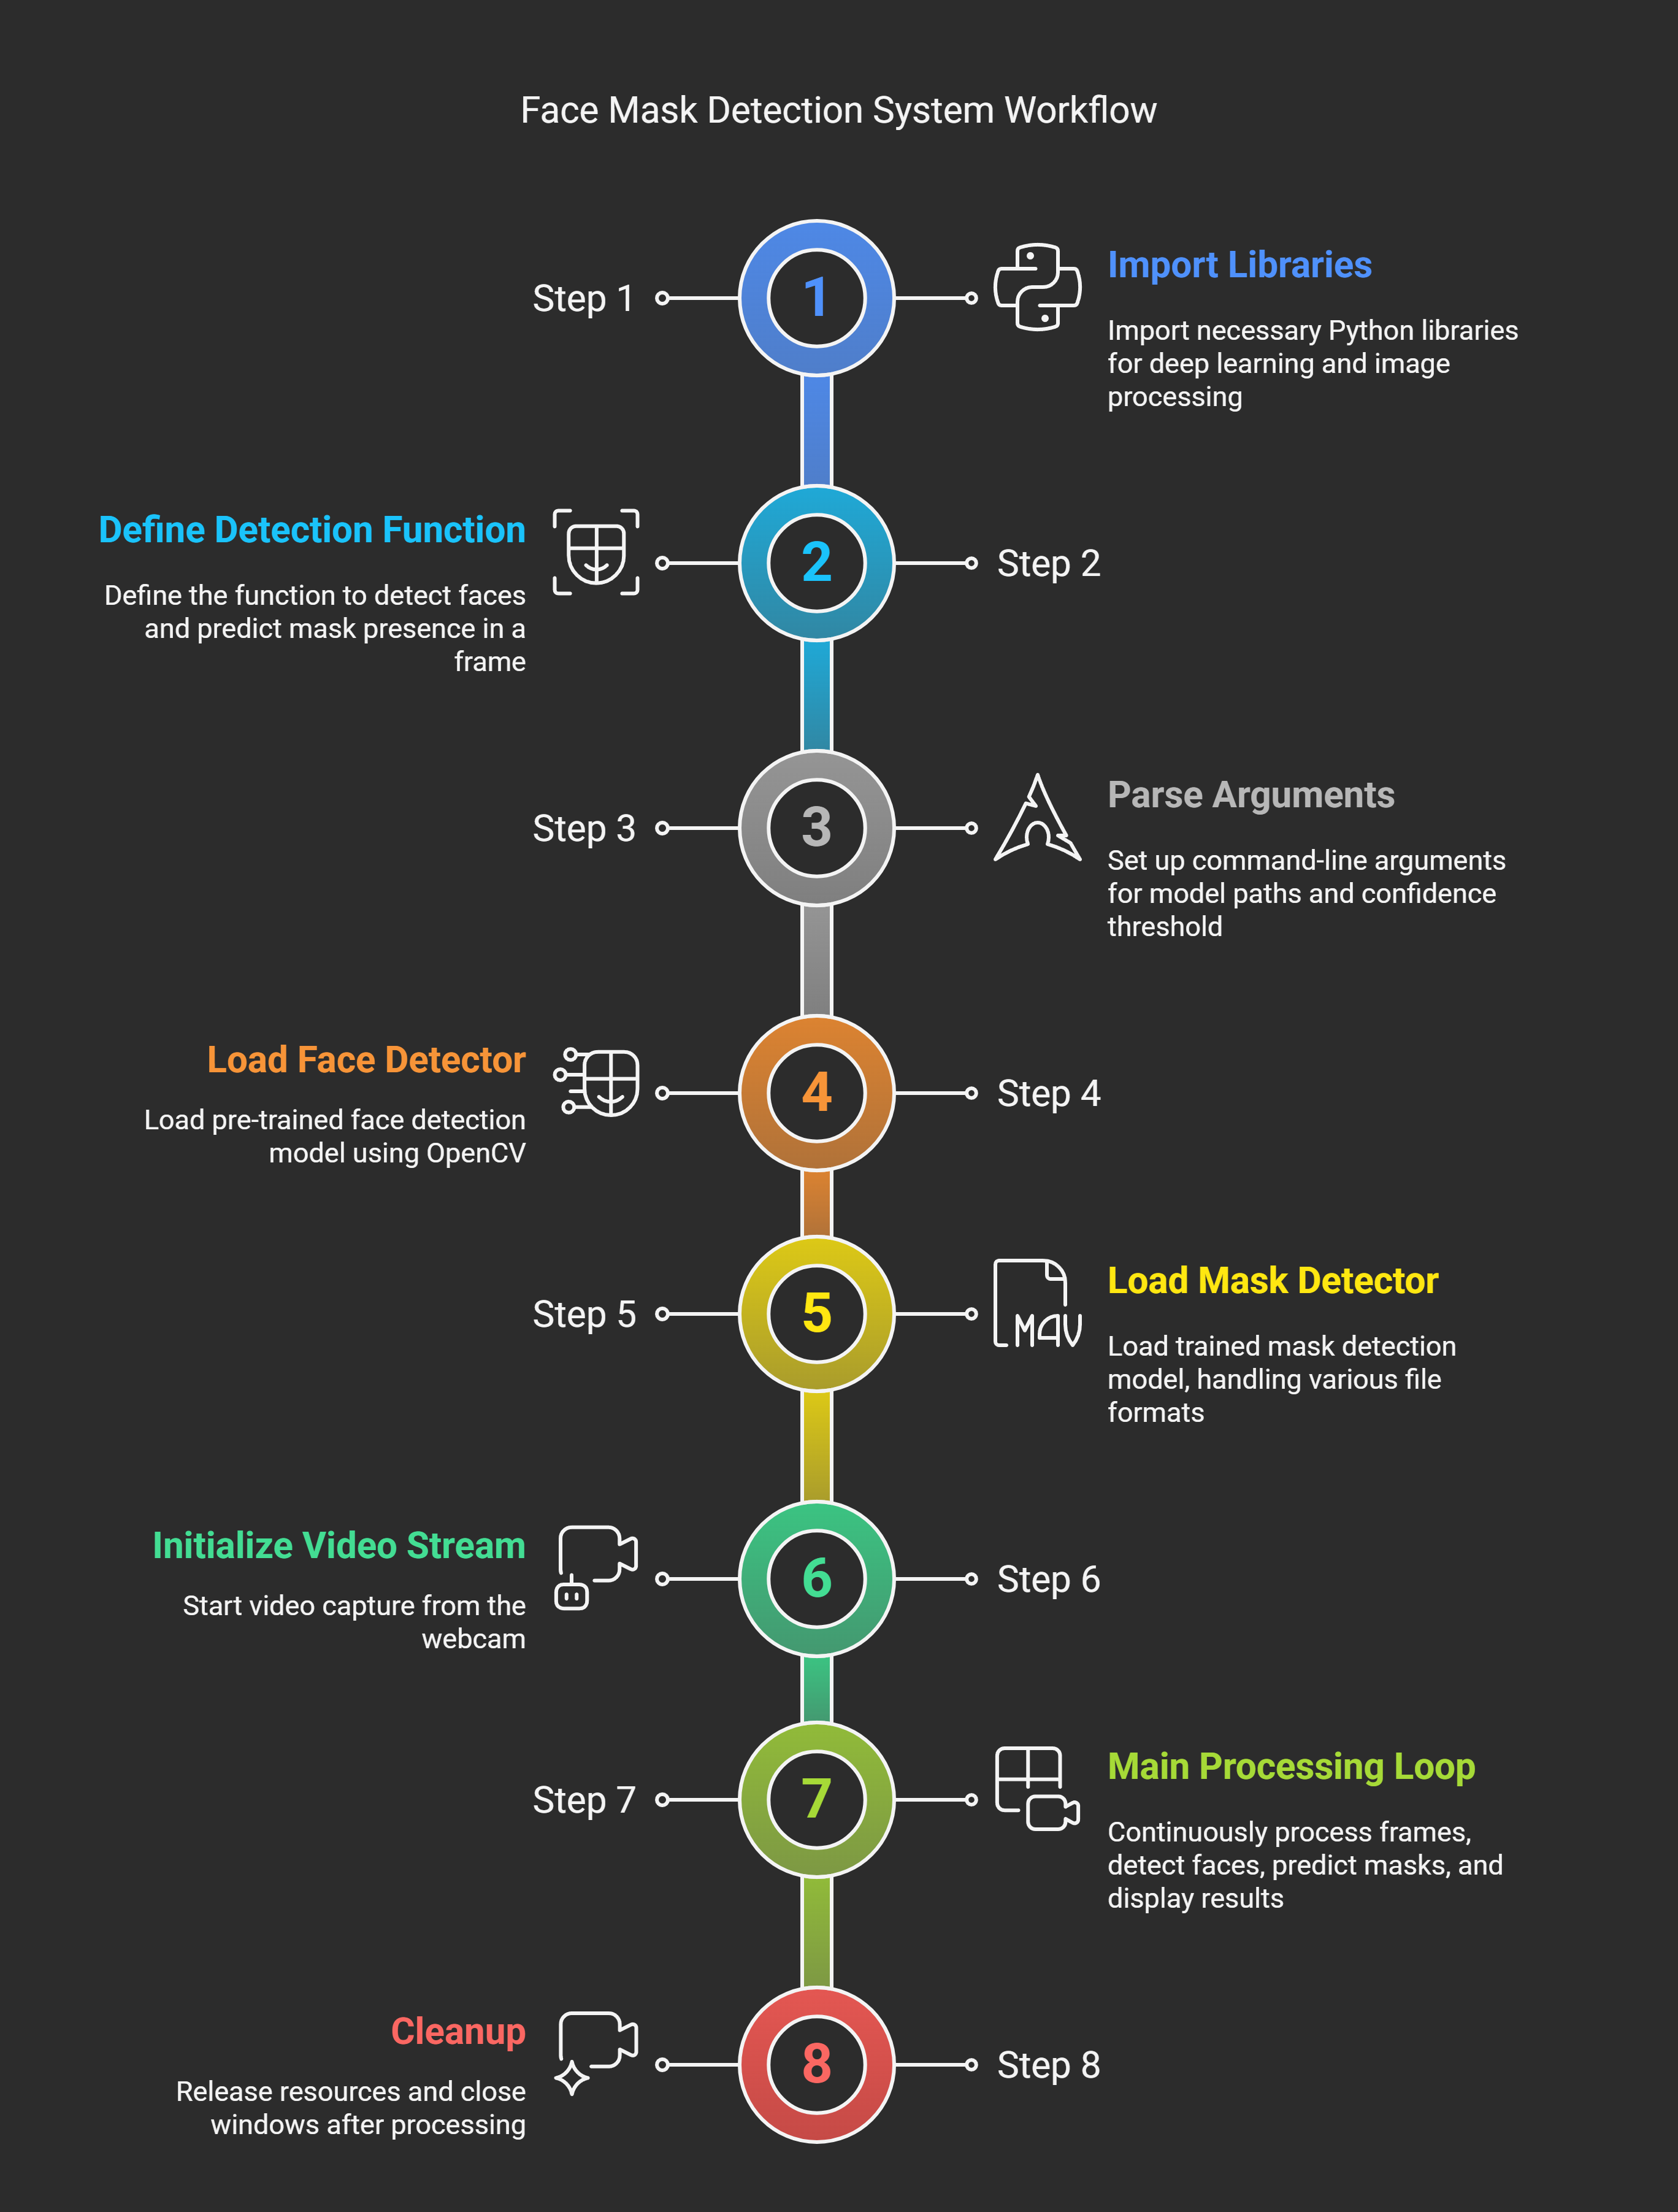 Face Mask Detection System Workflow
Step 1
1
Import Libraries
Import necessary Python libraries
for deep learning and image
processing
Define Detection Function
Define the function to detect faces
and predict mask presence in a
frame
2
Step 2
Step 3
3
Parse Arguments
Set up command-line arguments
for model paths and confidence
threshold
Load Face Detector
Load pre-trained face detection
model using OpenCV
4
Step 4
Step 5
5
M4V
Load Mask Detector
Load trained mask detection
model, handling various file
formats
Initialize Video Stream
Start video capture from the
webcam
6
Step 6
Step 7
7
Main Processing Loop
Continuously process frames,
detect faces, predict masks, and
display results
Cleanup
Release resources and close
windows after processing
8
Step 8